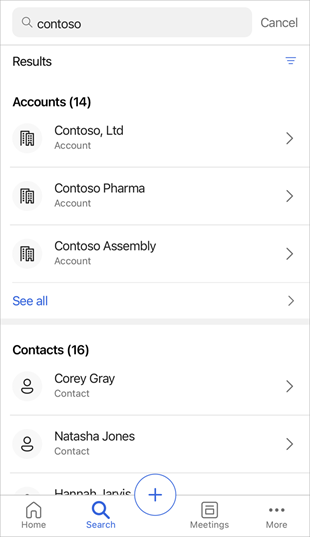 contoso
Cancel
Results
Accounts (14)
Contoso, Ltd
Account
Contoso Pharma
Account
Contoso Assembly
Account
See all
Contacts (16)
Corey Gray
Contact
Natasha Jones
Contact
Hannah Jarvis
Home
Search
Meetings
More